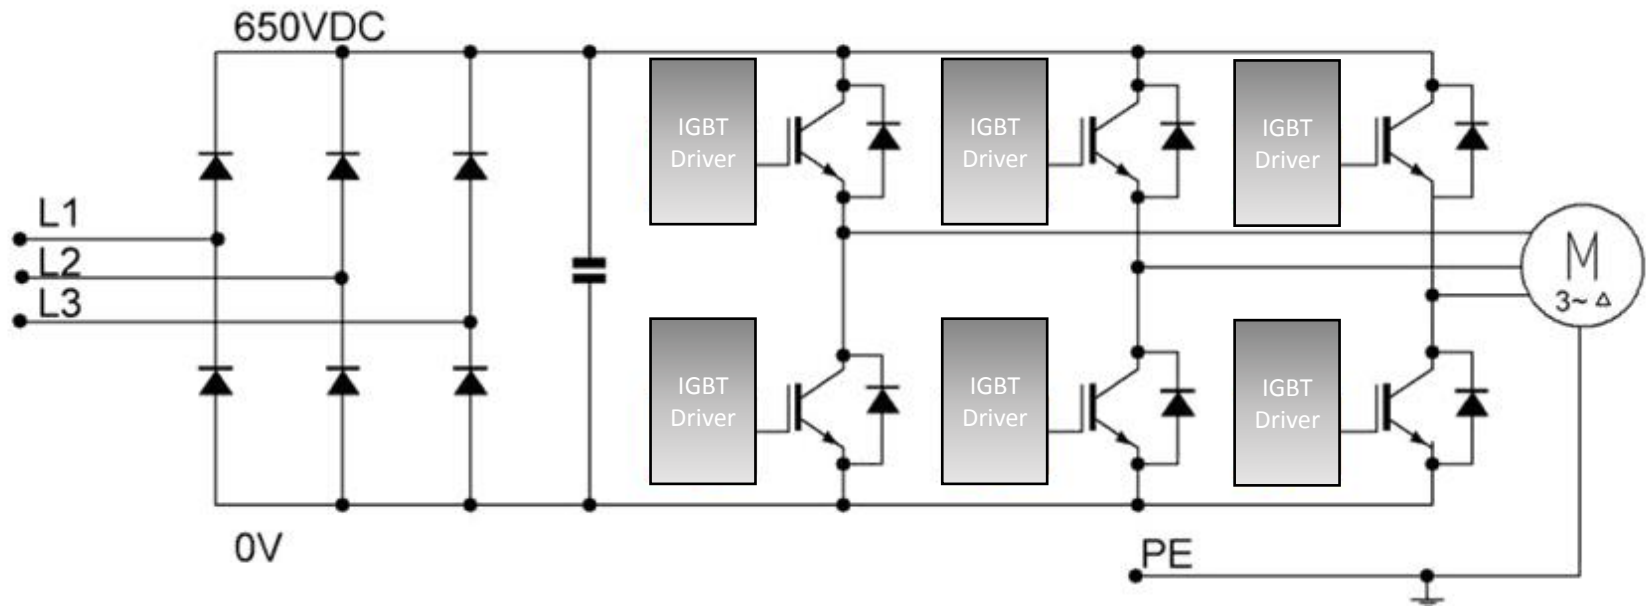 650VDC
IGBT
Driver
IGBT
Driver
IGBT
Driver
L1
L2
L3
M
3~ Δ
IGBT
Driver
IGBT
Driver
IGBT
Driver
0V
PE